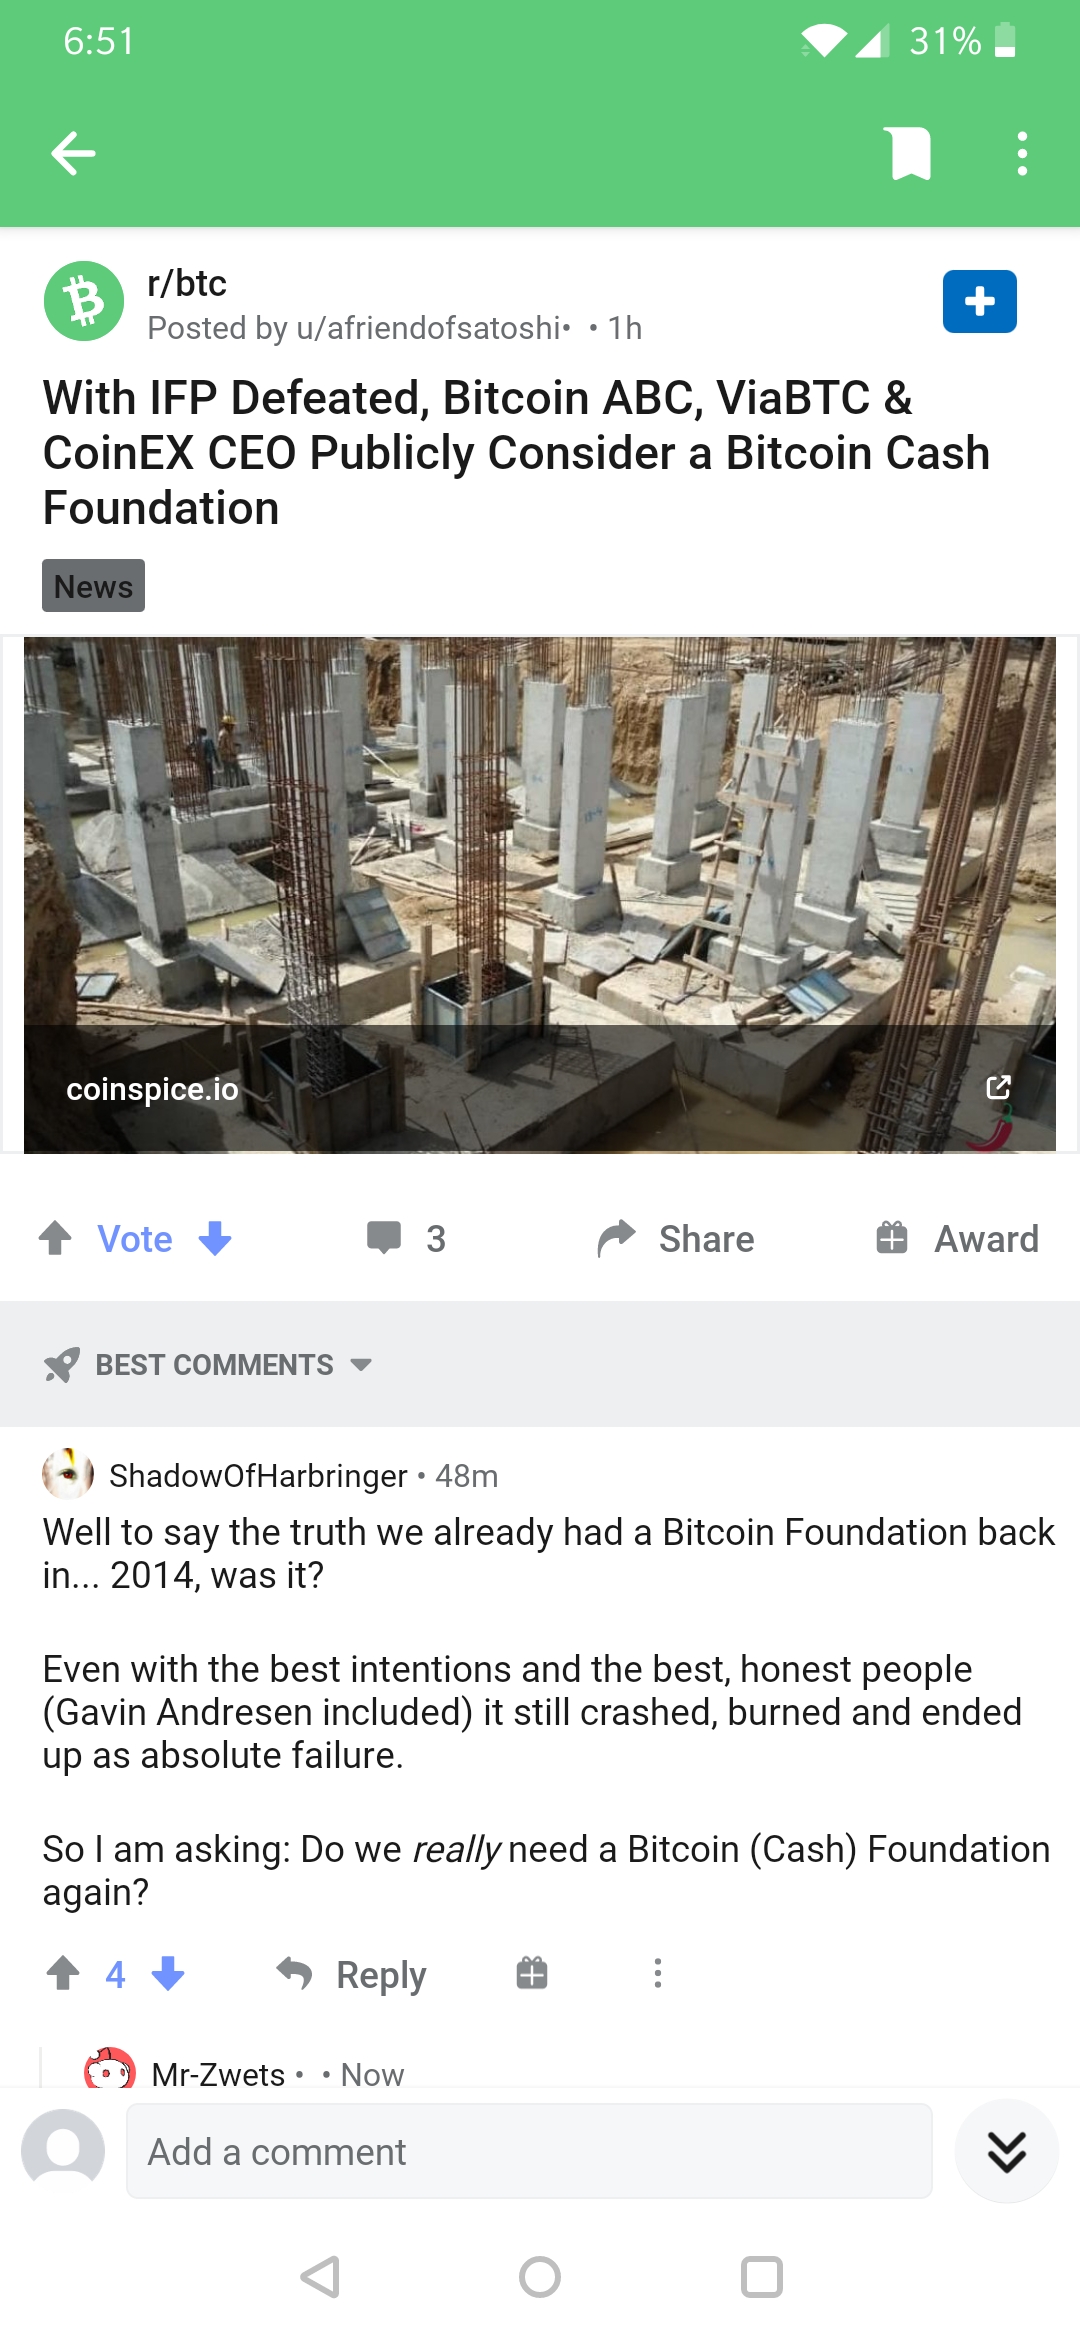 6:51
31%
r/btc
Posted by u/afriendofsatoshi• • 1h
With IFP Defeated, Bitcoin ABC, ViaBTC &
CoinEX CEO Publicly Consider a Bitcoin Cash
Foundation
News
coinspice.io
Vote
3
Share
Award
BEST COMMENTS
ShadowOfHarbringer • 48m
Well to say the truth we already had a Bitcoin Foundation back
in... 2014, was it?
Even with the best intentions and the best, honest people
(Gavin Andresen included) it still crashed, burned and ended
up as absolute failure.
So I am asking: Do we really need a Bitcoin (Cash) Foundation
again?
4
Reply
Mr-Zwets • • Now
Add a comment